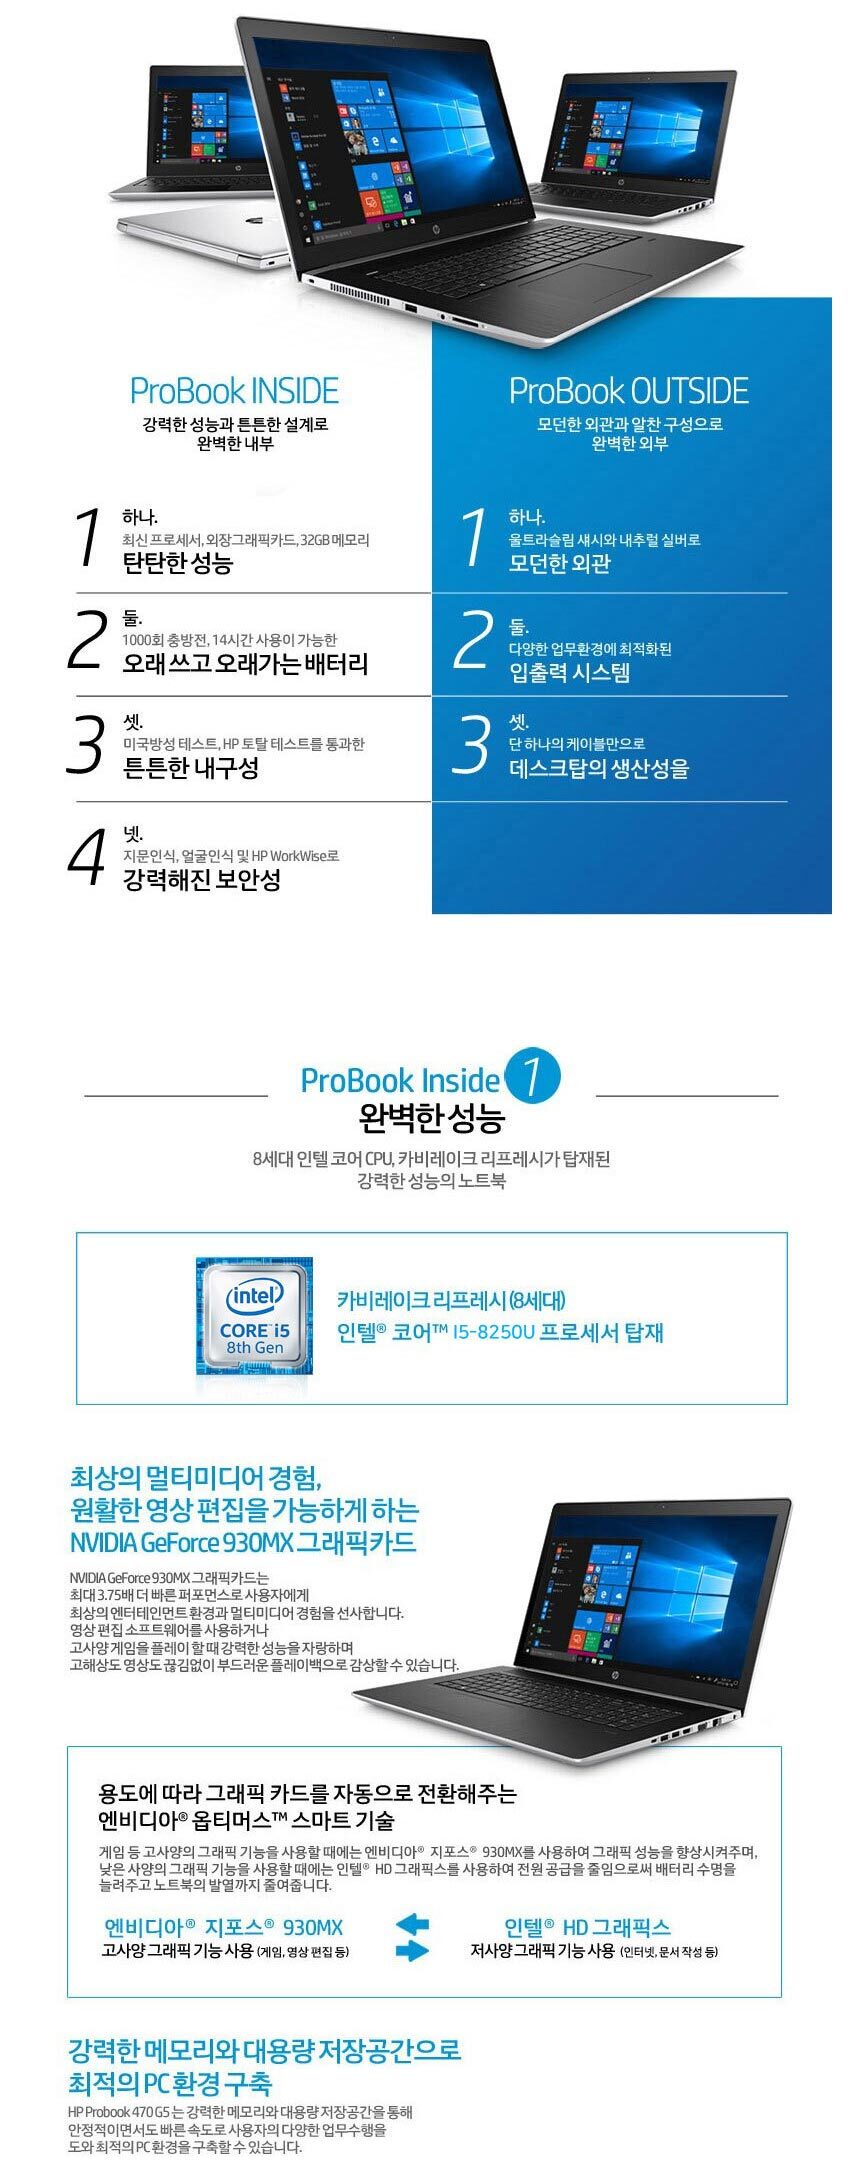 ProBook INSIDE
강력한 성능과 튼튼한 설계로
완벽한 내부
1
하나.
최신 프로세서, 외장그래픽카드, 32GB 메모리
탄탄한 성능
2
둘.
1000회 충방전, 14시간 사용이 가능한
오래 쓰고 오래가는 배터리
3
셋.
미국방성 테스트, HP 토탈 테스트를 통과한
튼튼한 내구성
4
넷.
지문인식, 얼굴인식 및 HP WorkWise로
강력해진 보안성
ProBook OUTSIDE
모던한 외관과 알찬 구성으로
완벽한 외부
1
하나.
울트라슬림 섀시와 내추럴 실버로
모던한 외관
2
둘.
다양한 업무환경에 최적화된
입출력 시스템
3
셋.
단 하나의 케이블만으로
데스크탑의 생산성을
ProBook Inside 1
완벽한 성능
8세대 인텔 코어 CPU, 카비레이크 리프레시가 탑재된
강력한 성능의 노트북
intel
CORE i5
8th Gen
카비레이크 리프레시 (8세대)
인텔® 코어™ I5-8250U 프로세서 탑재
최상의 멀티미디어 경험,
원활한 영상 편집을 가능하게 하는
NVIDIA GeForce 930MX 그래픽카드
NVIDIA GeForce 930MX 그래픽카드는
최대 3.75배 더 빠른 퍼포먼스로 사용자에게
최상의 엔터테인먼트 환경과 멀티미디어 경험을 선사합니다.
영상 편집 소프트웨어를 사용하거나
고사양 게임을 플레이 할 때 강력한 성능을 자랑하며
고해상도 영상도 끊김없이 부드러운 플레이백으로 감상할 수 있습니다.
용도에 따라 그래픽 카드를 자동으로 전환해주는
엔비디아® 옵티머스™ 스마트 기술
게임 등 고사양의 그래픽 기능을 사용할 때에는 엔비디아® 지포스® 930MX를 사용하여 그래픽 성능을 향상시켜주며,
낮은 사양의 그래픽 기능을 사용할 때에는 인텔® HD 그래픽스를 사용하여 전원 공급을 줄임으로써 배터리 수명을
늘려주고 노트북의 발열까지 줄여줍니다.
엔비디아® 지포스® 930MX
고사양 그래픽 기능 사용 (게임, 영상 편집 등)
인텔® HD 그래픽스
저사양 그래픽 기능 사용 (인터넷, 문서 작성 등)
강력한 메모리와 대용량 저장공간으로
최적의 PC 환경 구축
HP Probook 470 G5 는 강력한 메모리와 대용량 저장공간을 통해
안정적이면서도 빠른 속도로 사용자의 다양한 업무수행을
도와 최적의 PC 환경을 구축할 수 있습니다.